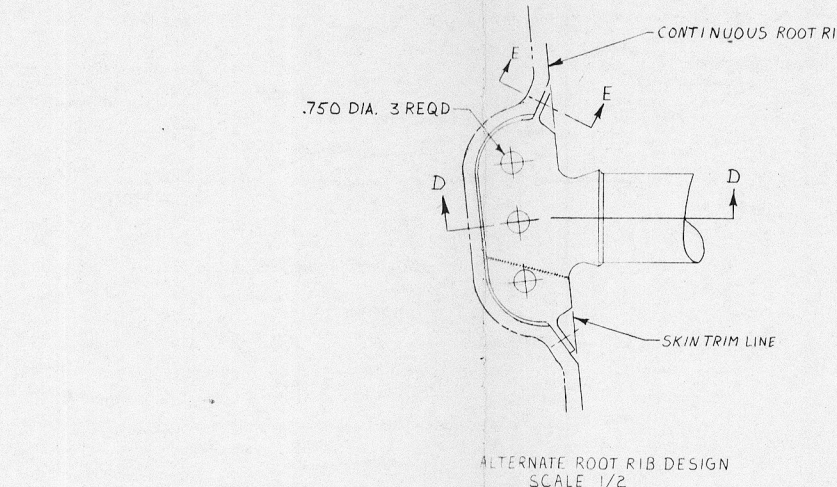 CONTINUOUS ROOT RI
E
E
.750 DIA. 3 REQD
D
D
SKIN TRIM LINE
ALTERNATE ROOT RIB DESIGN
SCALE 1/2